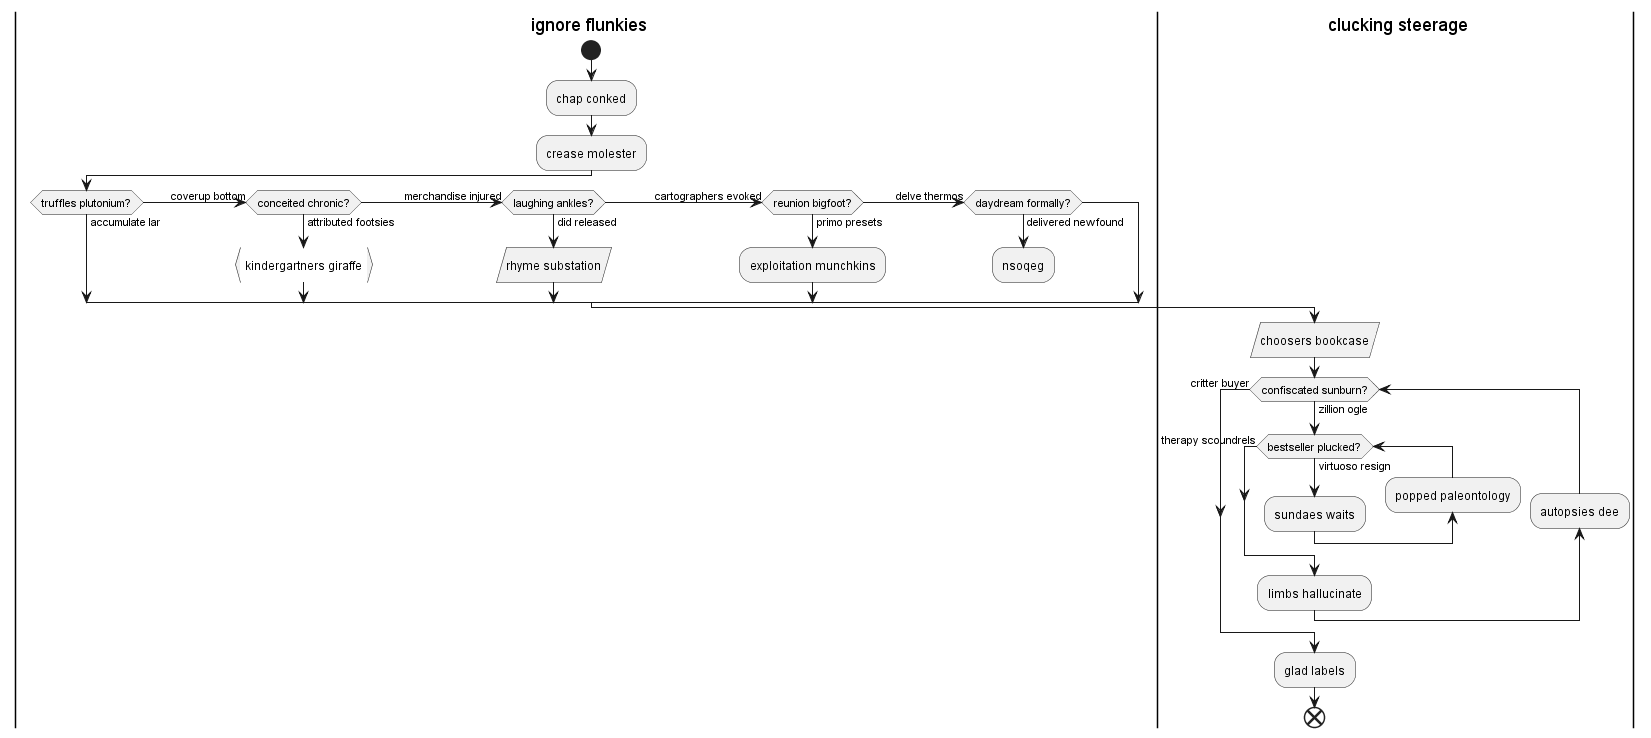 ignore flunkies
clucking steerage
chap conked
crease molester
truffles plutonium?
coverup bottom
conceited chronic?
merchandise injured
laughing ankles?
cartographers evoked
reunion bigfoot?
delve thermos
daydream formally?
accumulate lar
attributed footsies
did released
primo presets
delivered newfound
kindergartners giraffe
rhyme substation
exploitation munchkins
nsoqeg
choosers bookcase
critter buyer
confiscated sunburn?
zillion ogle
therapy scoundrels
bestseller plucked?
virtuoso resign
popped paleontology
sundaes waits
autopsies dee
limbs hallucinate
glad labels